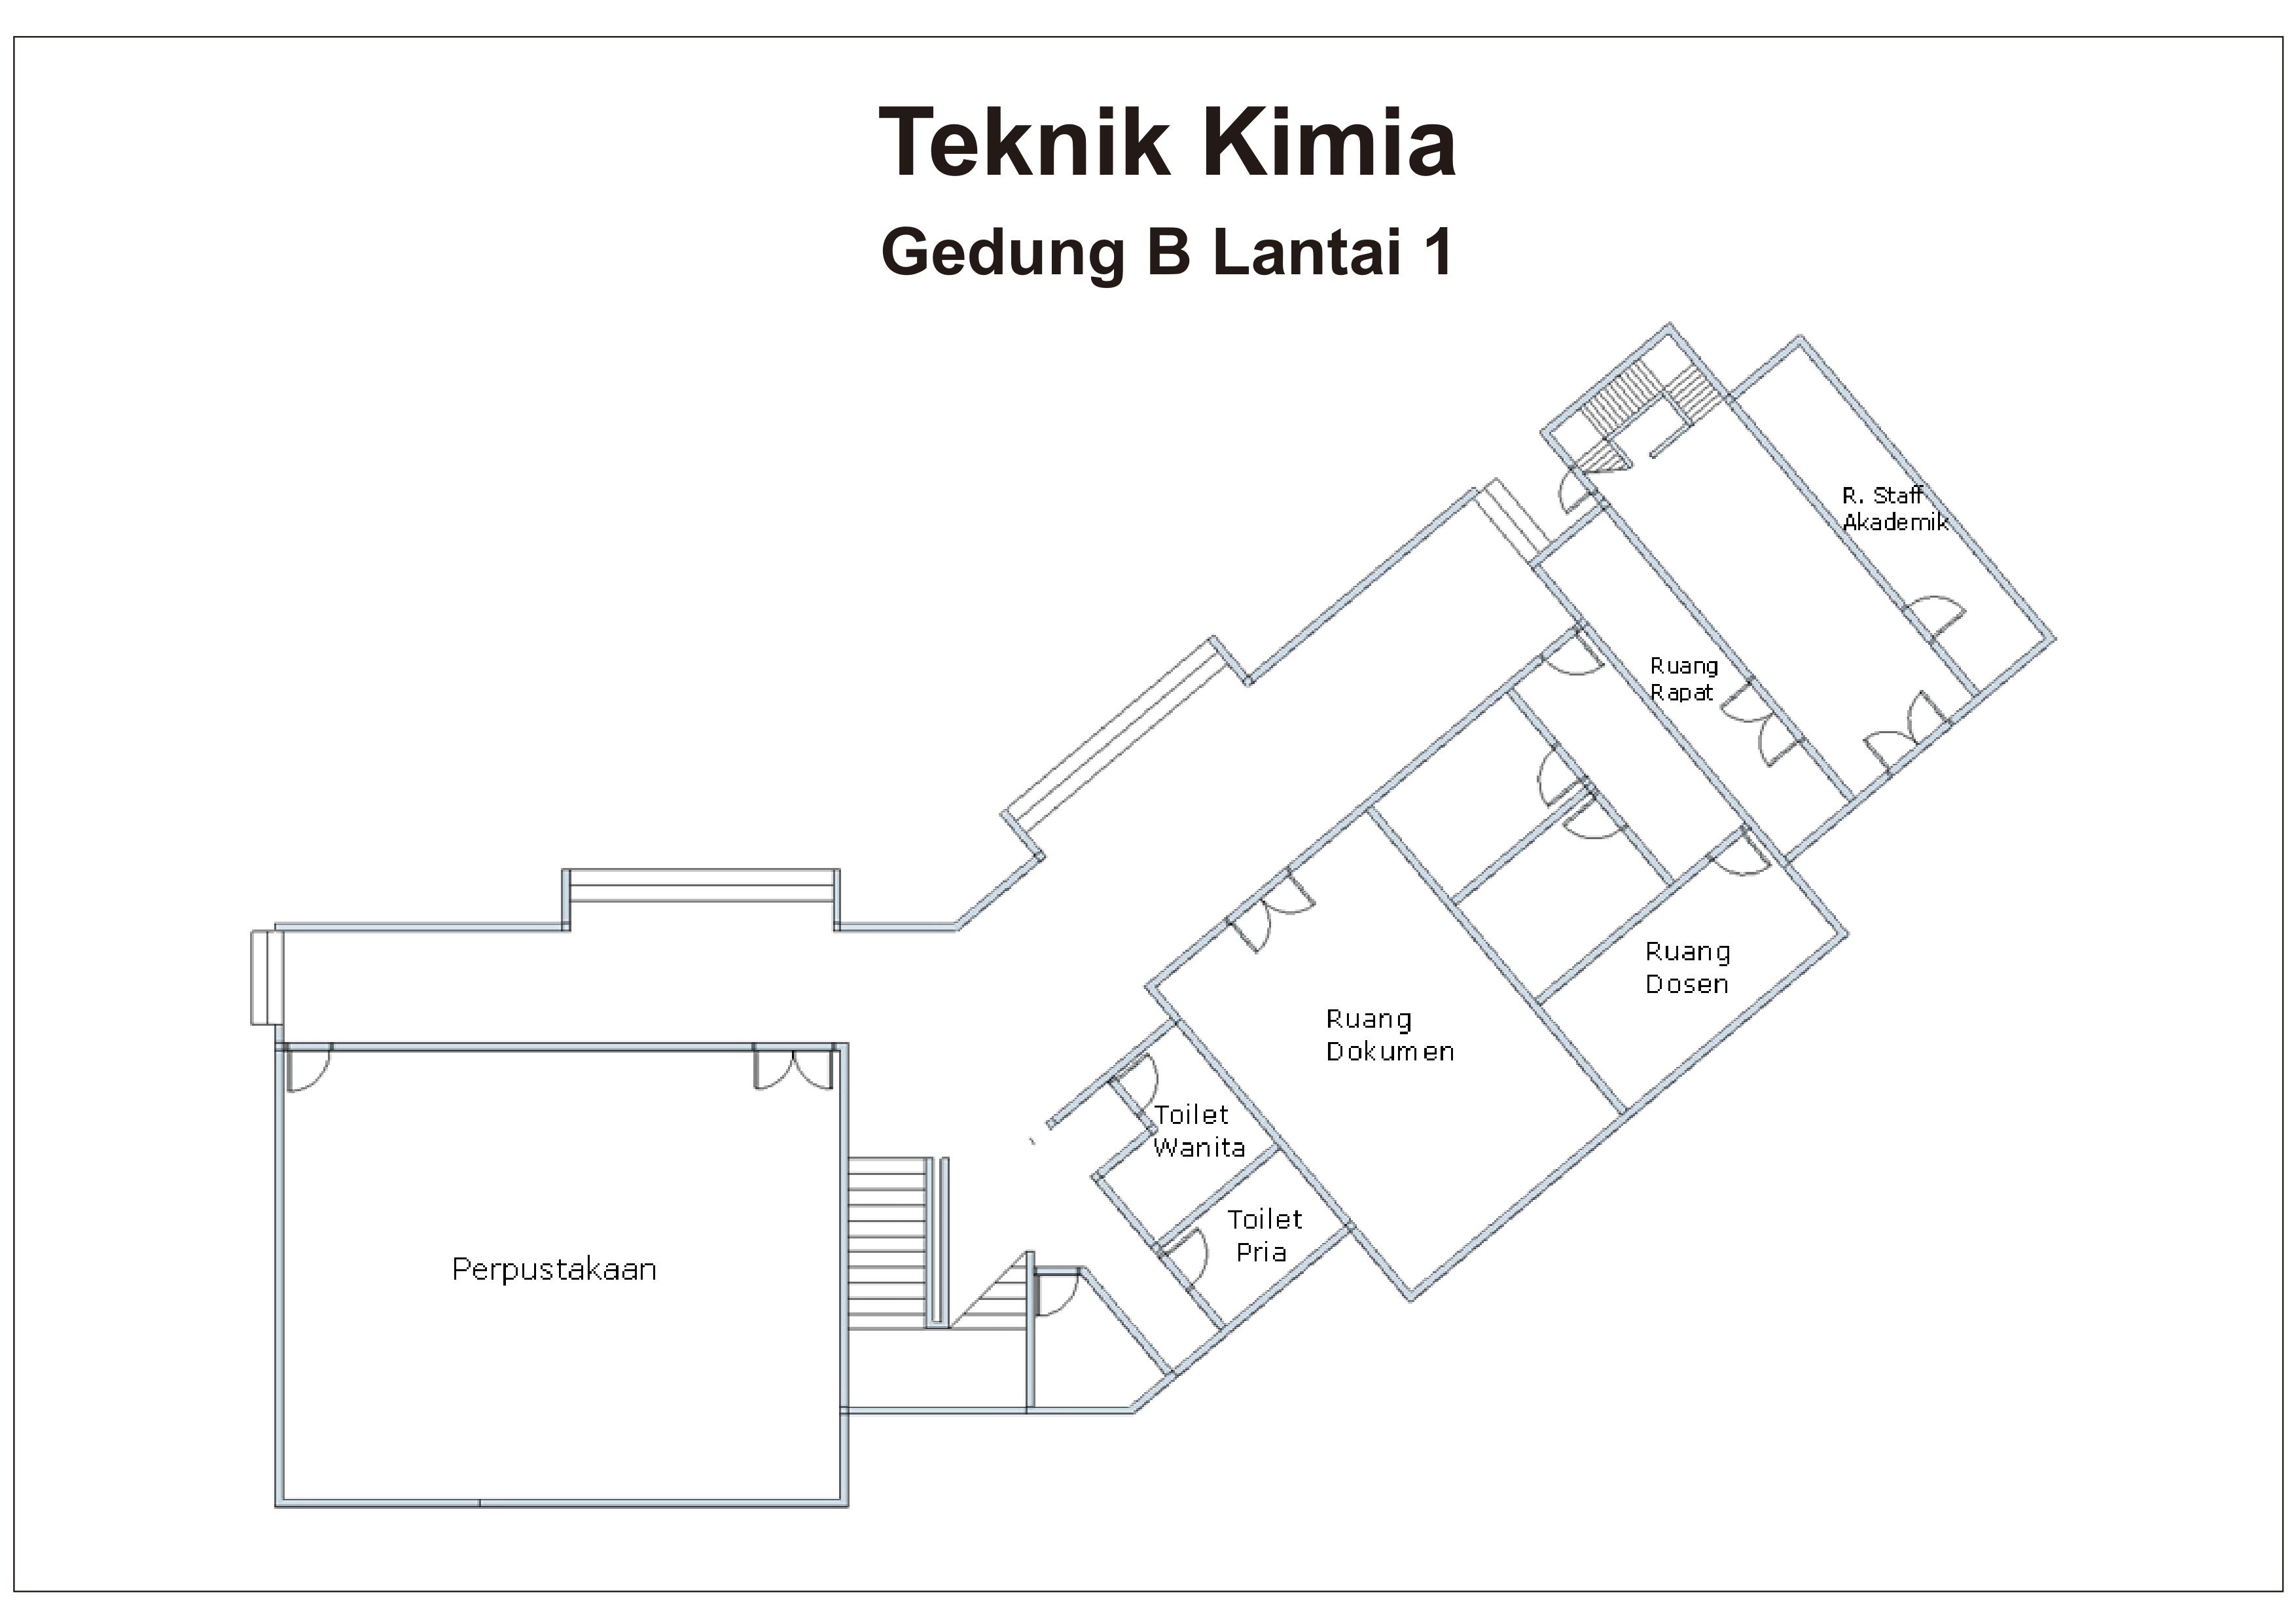 Teknik Kimia
Gedung B Lantai 1
R. Staff
Akademik
Ruang
Rapat
Ruang
Dosen
Ruang
Dokumen
Toilet
Wanita
Toilet
Pria
Perpustakaan